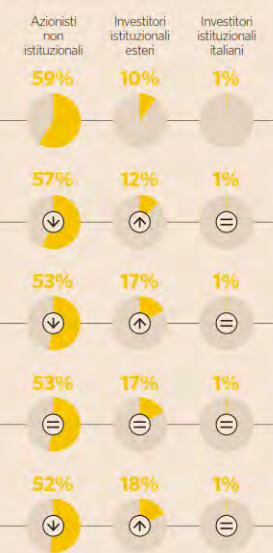 Azionisti
non
istituzionali
Investitori
istituzionali
esteri
Investitori
istituzionali
italiani
59% 10% 1%
57% 12% 1%
53% 17% 1%
53% 17% 1%
52% 18% 1%